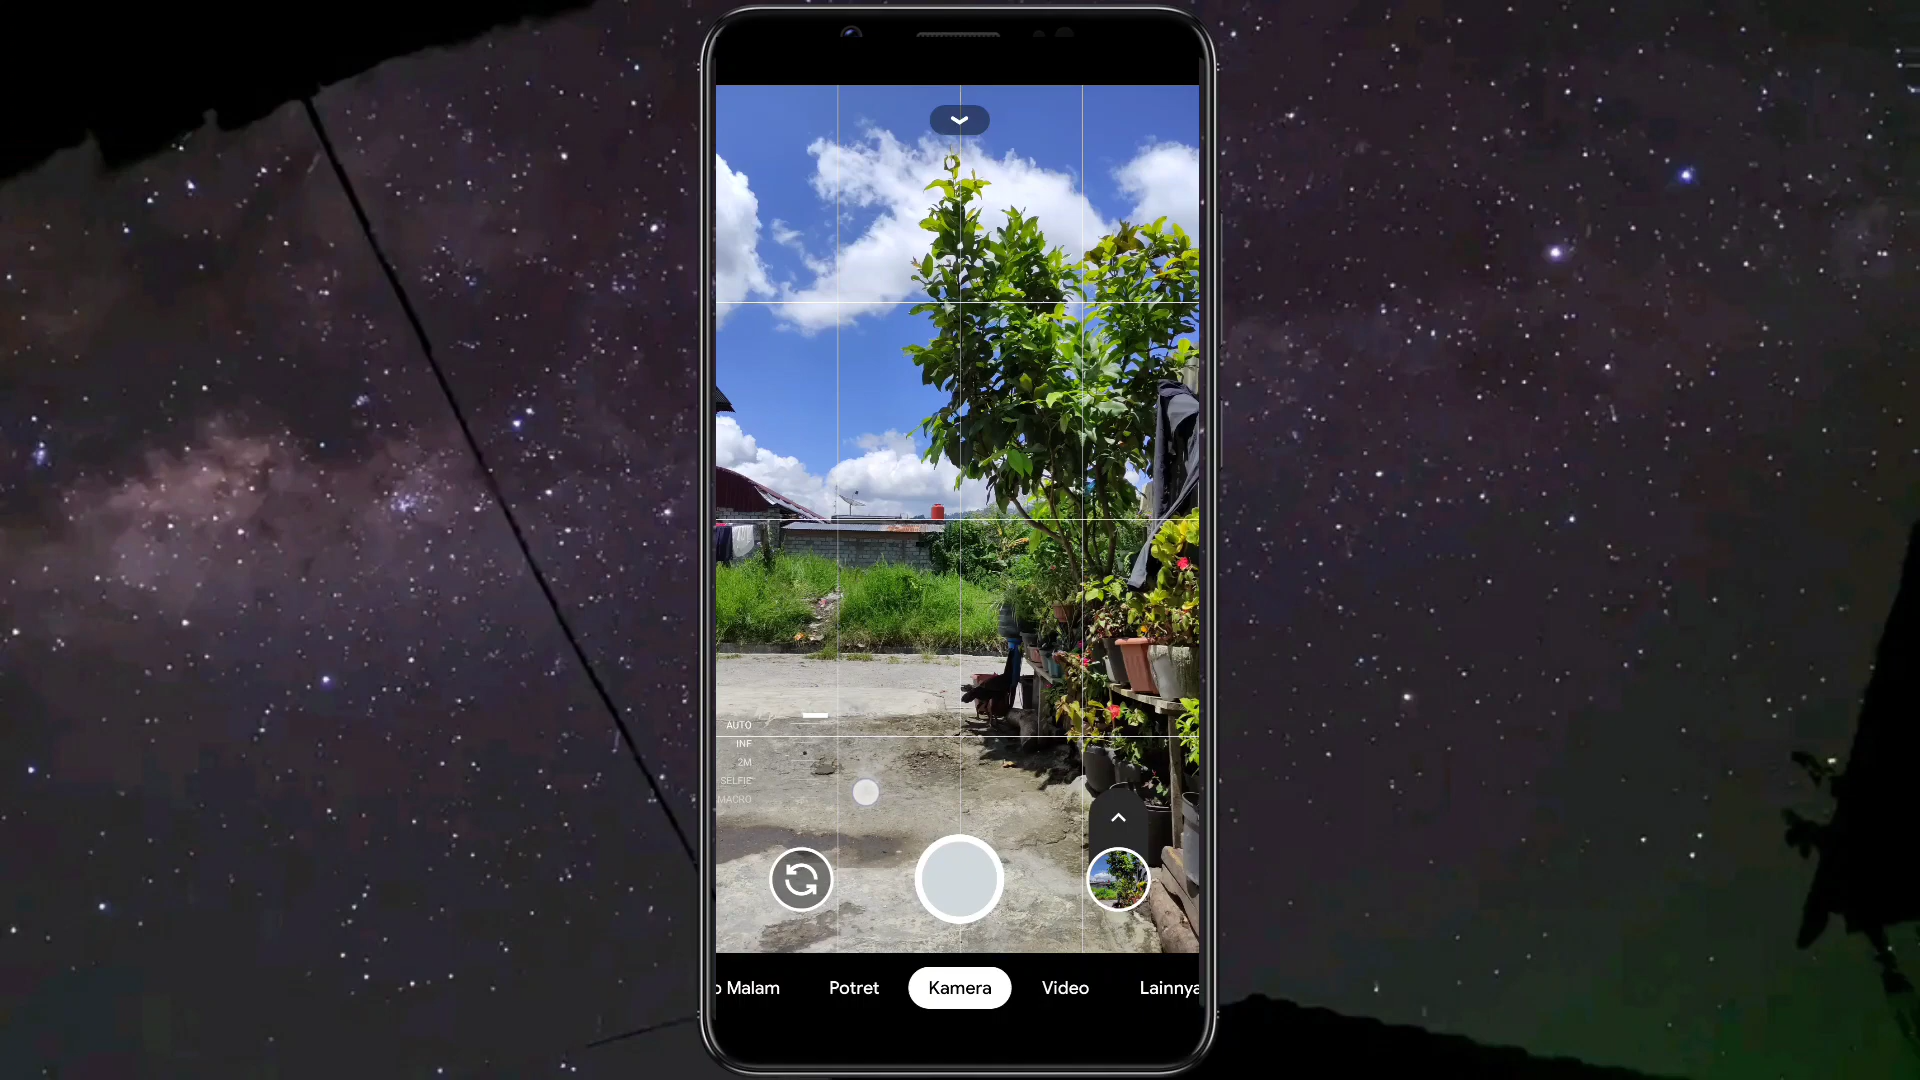 AUTO
INF
2M
SELFIE
MACRO
Malam Potret Kamera Video Lainnya